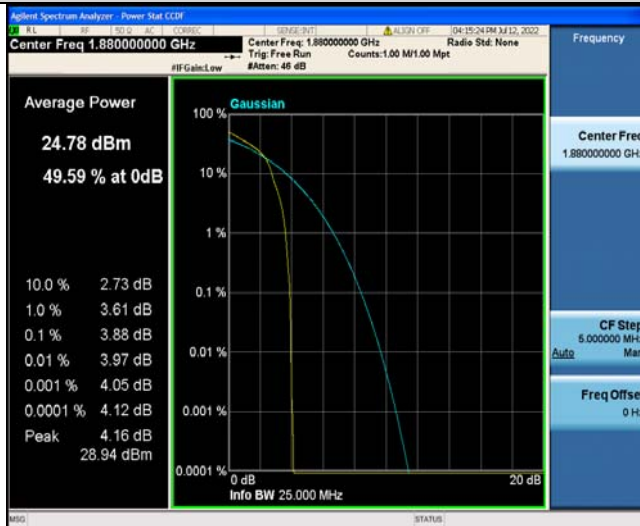 Agilent Spectrum Analyzer - Power Stat CCDF
RL RF 50 Ω AC CORREC SENSE:INT ALIGN OFF 04:15:24 PM Jul 12, 2022
Center Freq 1.880000000 GHz
Center Freq: 1.880000000 GHz Radio Std: None
Trig: Free Run Counts:1.00 M/1.00 Mpt
#IFGain:Low #Atten: 46 dB
Frequency
Average Power
24.78 dBm
49.59 % at 0dB
10.0 % 2.73 dB
1.0 % 3.61 dB
0.1 % 3.88 dB
0.01 % 3.97 dB
0.001 % 4.05 dB
0.0001 % 4.12 dB
Peak 4.16 dB
28.94 dBm
Gaussian
100 %
10 %
1 %
0.1 %
0.01 %
0.001 %
0.0001 %
0 dB 20 dB
Info BW 25.000 MHz
Center Freq
1.880000000 GHz
CF Step
5.000000 MHz
Auto Man
Freq Offset
0 Hz
MSG STATUS